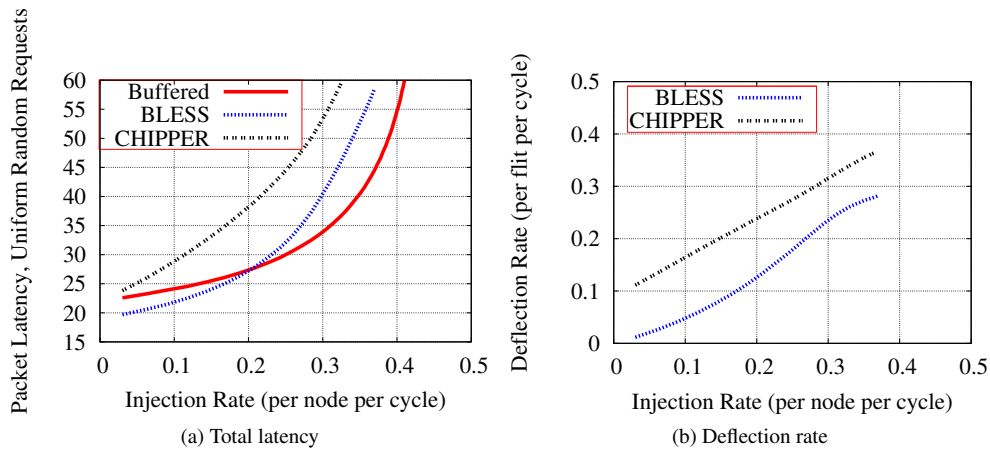 Packet Latency, Uniform Random Requests
60
55
50
45
40
35
30
25
20
15
Buffered
BLESS
CHIPPER
0 0.1 0.2 0.3 0.4 0.5
Injection Rate (per node per cycle)
(a) Total latency
Deflection Rate (per flit per cycle)
0.5
0.4
0.3
0.2
0.1
0
BLESS
CHIPPER
0 0.1 0.2 0.3 0.4 0.5
Injection Rate (per node per cycle)
(b) Deflection rate